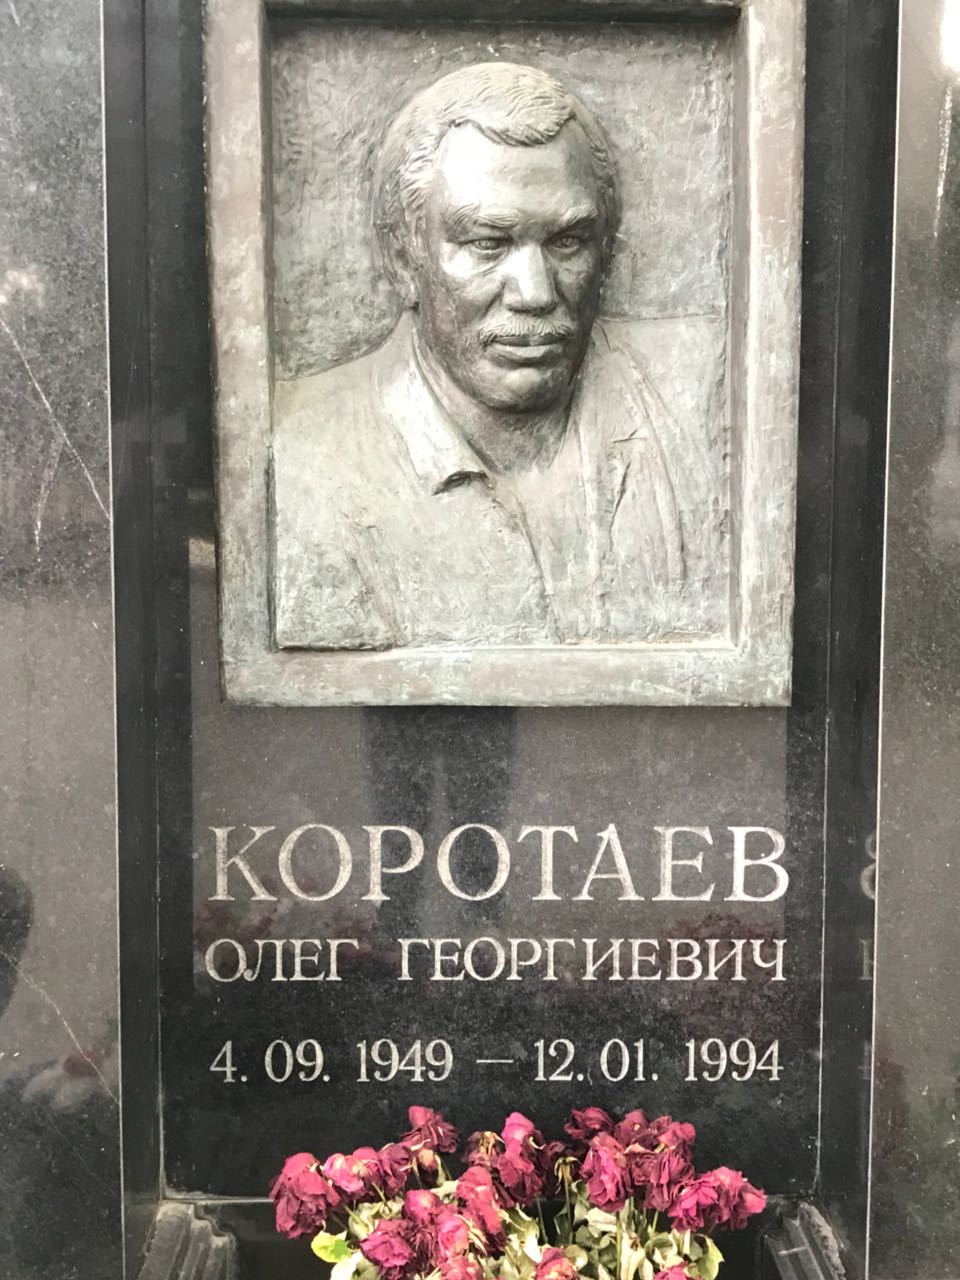 КОРОТАЕВ
ОЛЕГ ГЕОРГИЕВИЧ
4.09.1949 – 12.01.1994